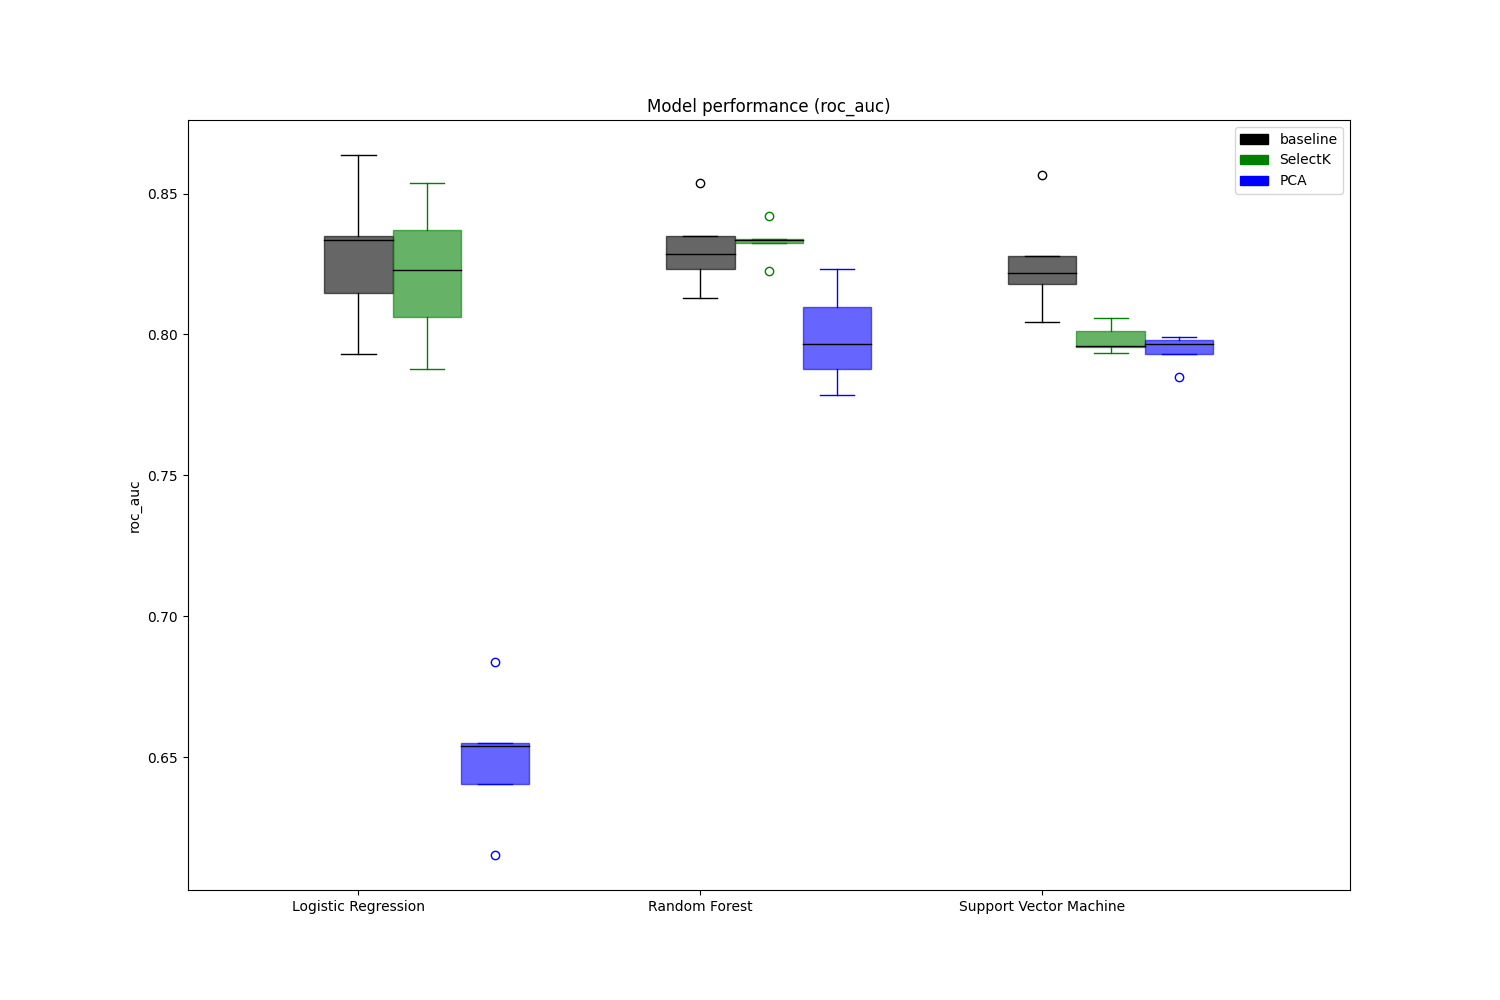 Model performance (roc_auc)
baseline
SelectK
PCA
0.85
0.80
0.75
0.70
0.65
roc_auc
Logistic Regression
Random Forest
Support Vector Machine